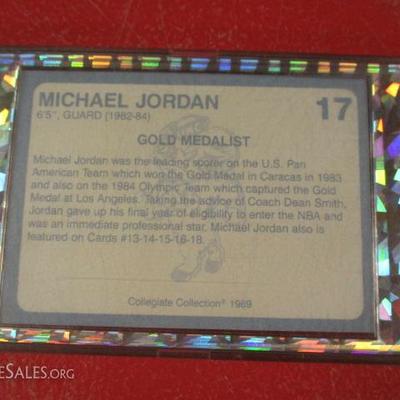 MICHAEL JORDAN
17
6'5", GUARD (1982-84)
GOLD MEDALIST
Michael Jordan was the leading scorer on the U.S. Pan
American Team which won the Gold Medal in Caracas in 1983
and also on the 1984 Olympic Team which captured the Gold
Medal at Los Angeles. Taking the advice of Coach Dean Smith,
Jordan gave up his final year of eligibility to enter the NBA and
was an immediate professional star. Michael Jordan also is
featured on Cards #13-14-15-16-18.
Collegiate Collection® 1989
ESALES.ORG